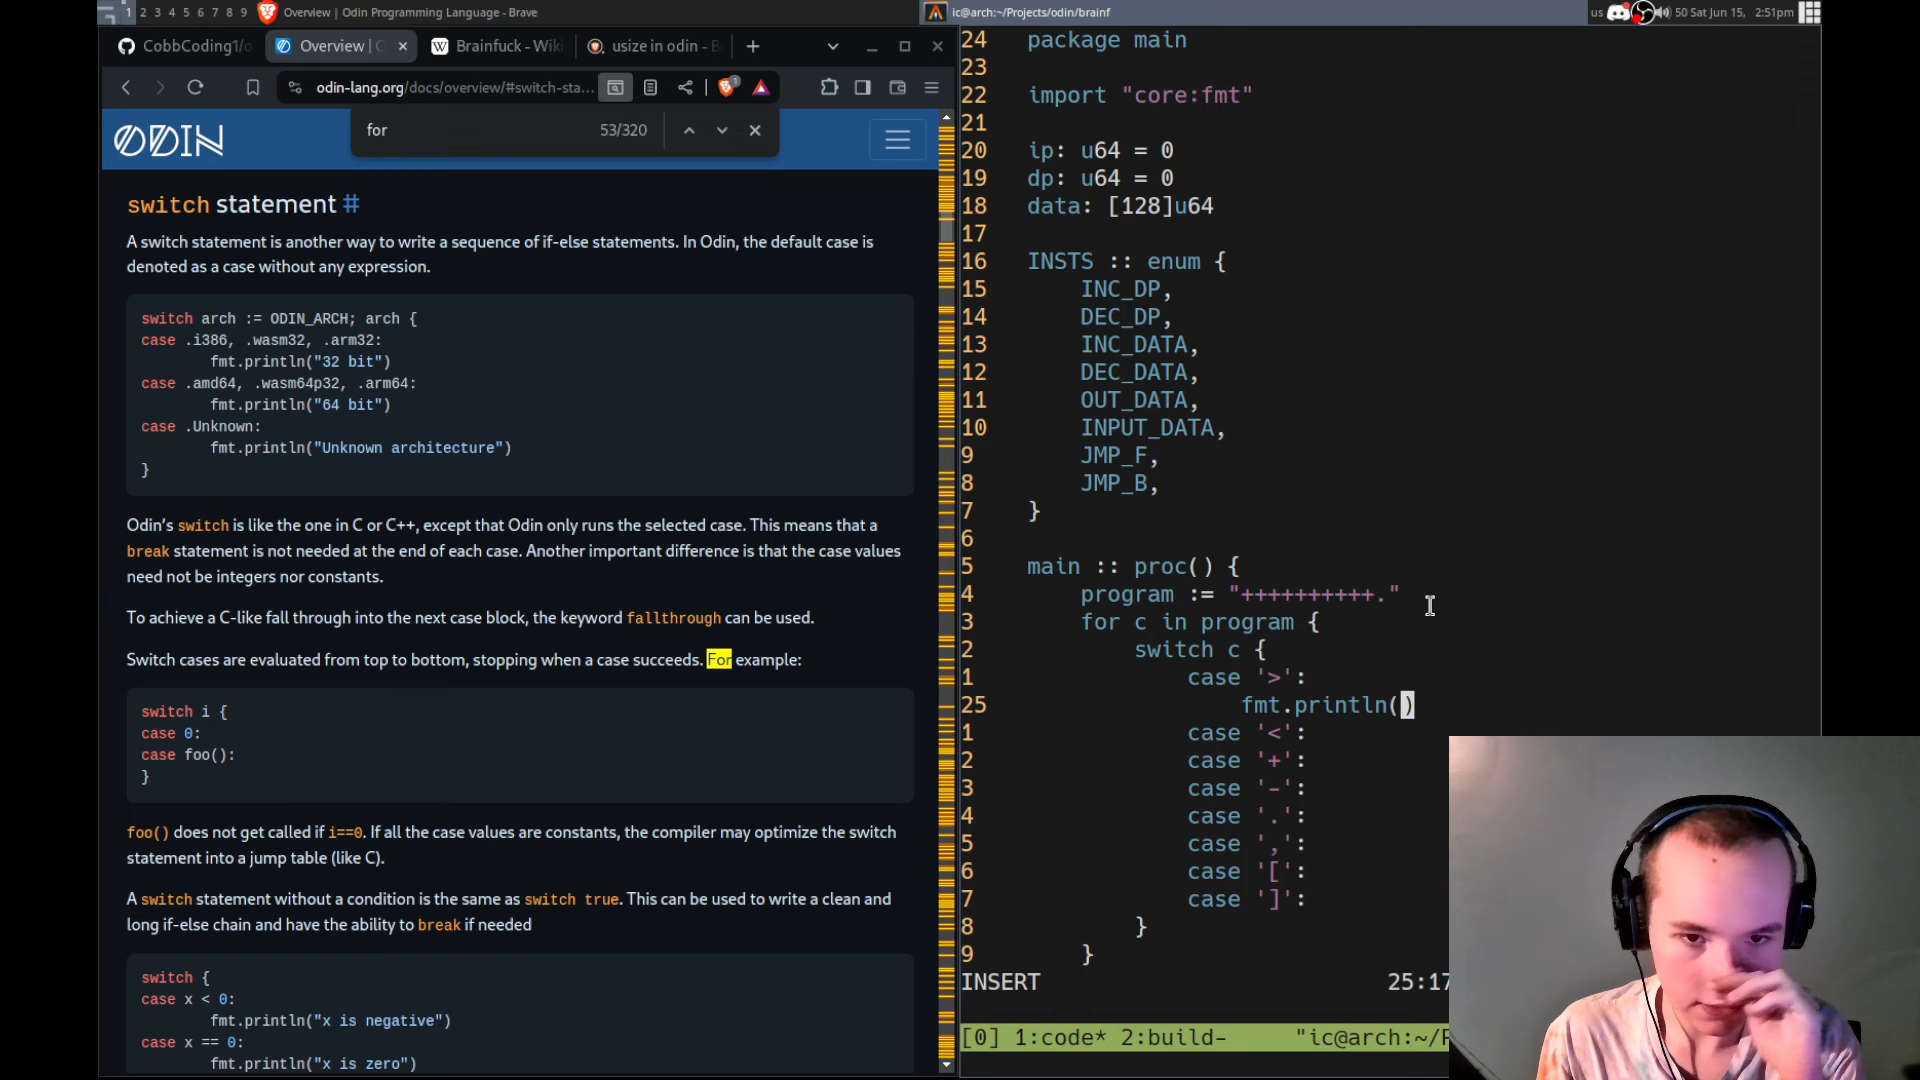 1 2 3 4 5 6 7 8 9 Overview | Odin Programming Language - Brave
ic@arch:~/Projects/odin/brainf
us 50 Sat Jun 15, 2:51pm
CobbCoding1/o
Overview | O
Brainfuck - Wiki
usize in odin - B
odin-lang.org/docs/overview/#switch-sta...
for 53/320
ODIN
switch statement #
A switch statement is another way to write a sequence of if-else statements. In Odin, the default case is
denoted as a case without any expression.
switch arch := ODIN_ARCH; arch {
case .i386, .wasm32, .arm32:
fmt.println("32 bit")
case .amd64, .wasm64p32, .arm64:
fmt.println("64 bit")
case .Unknown:
fmt.println("Unknown architecture")
}
Odin's switch is like the one in C or C++, except that Odin only runs the selected case. This means that a
break statement is not needed at the end of each case. Another important difference is that the case values
need not be integers nor constants.
To achieve a C-like fall through into the next case block, the keyword fallthrough can be used.
Switch cases are evaluated from top to bottom, stopping when a case succeeds. For example:
switch i {
case 0:
case foo():
}
foo() does not get called if i==0. If all the case values are constants, the compiler may optimize the switch
statement into a jump table (like C).
A switch statement without a condition is the same as switch true. This can be used to write a clean and
long if-else chain and have the ability to break if needed
switch {
case x < 0:
fmt.println("x is negative")
case x == 0:
fmt.println("x is zero")
24 package main
23
22 import "core:fmt"
21
20 ip: u64 = 0
19 dp: u64 = 0
18 data: [128]u64
17
16 INSTS :: enum {
15 INC_DP,
14 DEC_DP,
13 INC_DATA,
12 DEC_DATA,
11 OUT_DATA,
10 INPUT_DATA,
9 JMP_F,
8 JMP_B,
7 }
6
5 main :: proc() {
4 program := "++++++++++."
3 for c in program {
2 switch c {
1 case '>':
25 fmt.println()
1 case '<':
2 case '+':
3 case '-':
4 case '.':
5 case ',':
6 case '[':
7 case ']':
8 }
9 }
INSERT 25:17
[0] 1:code* 2:build- "ic@arch:~/P